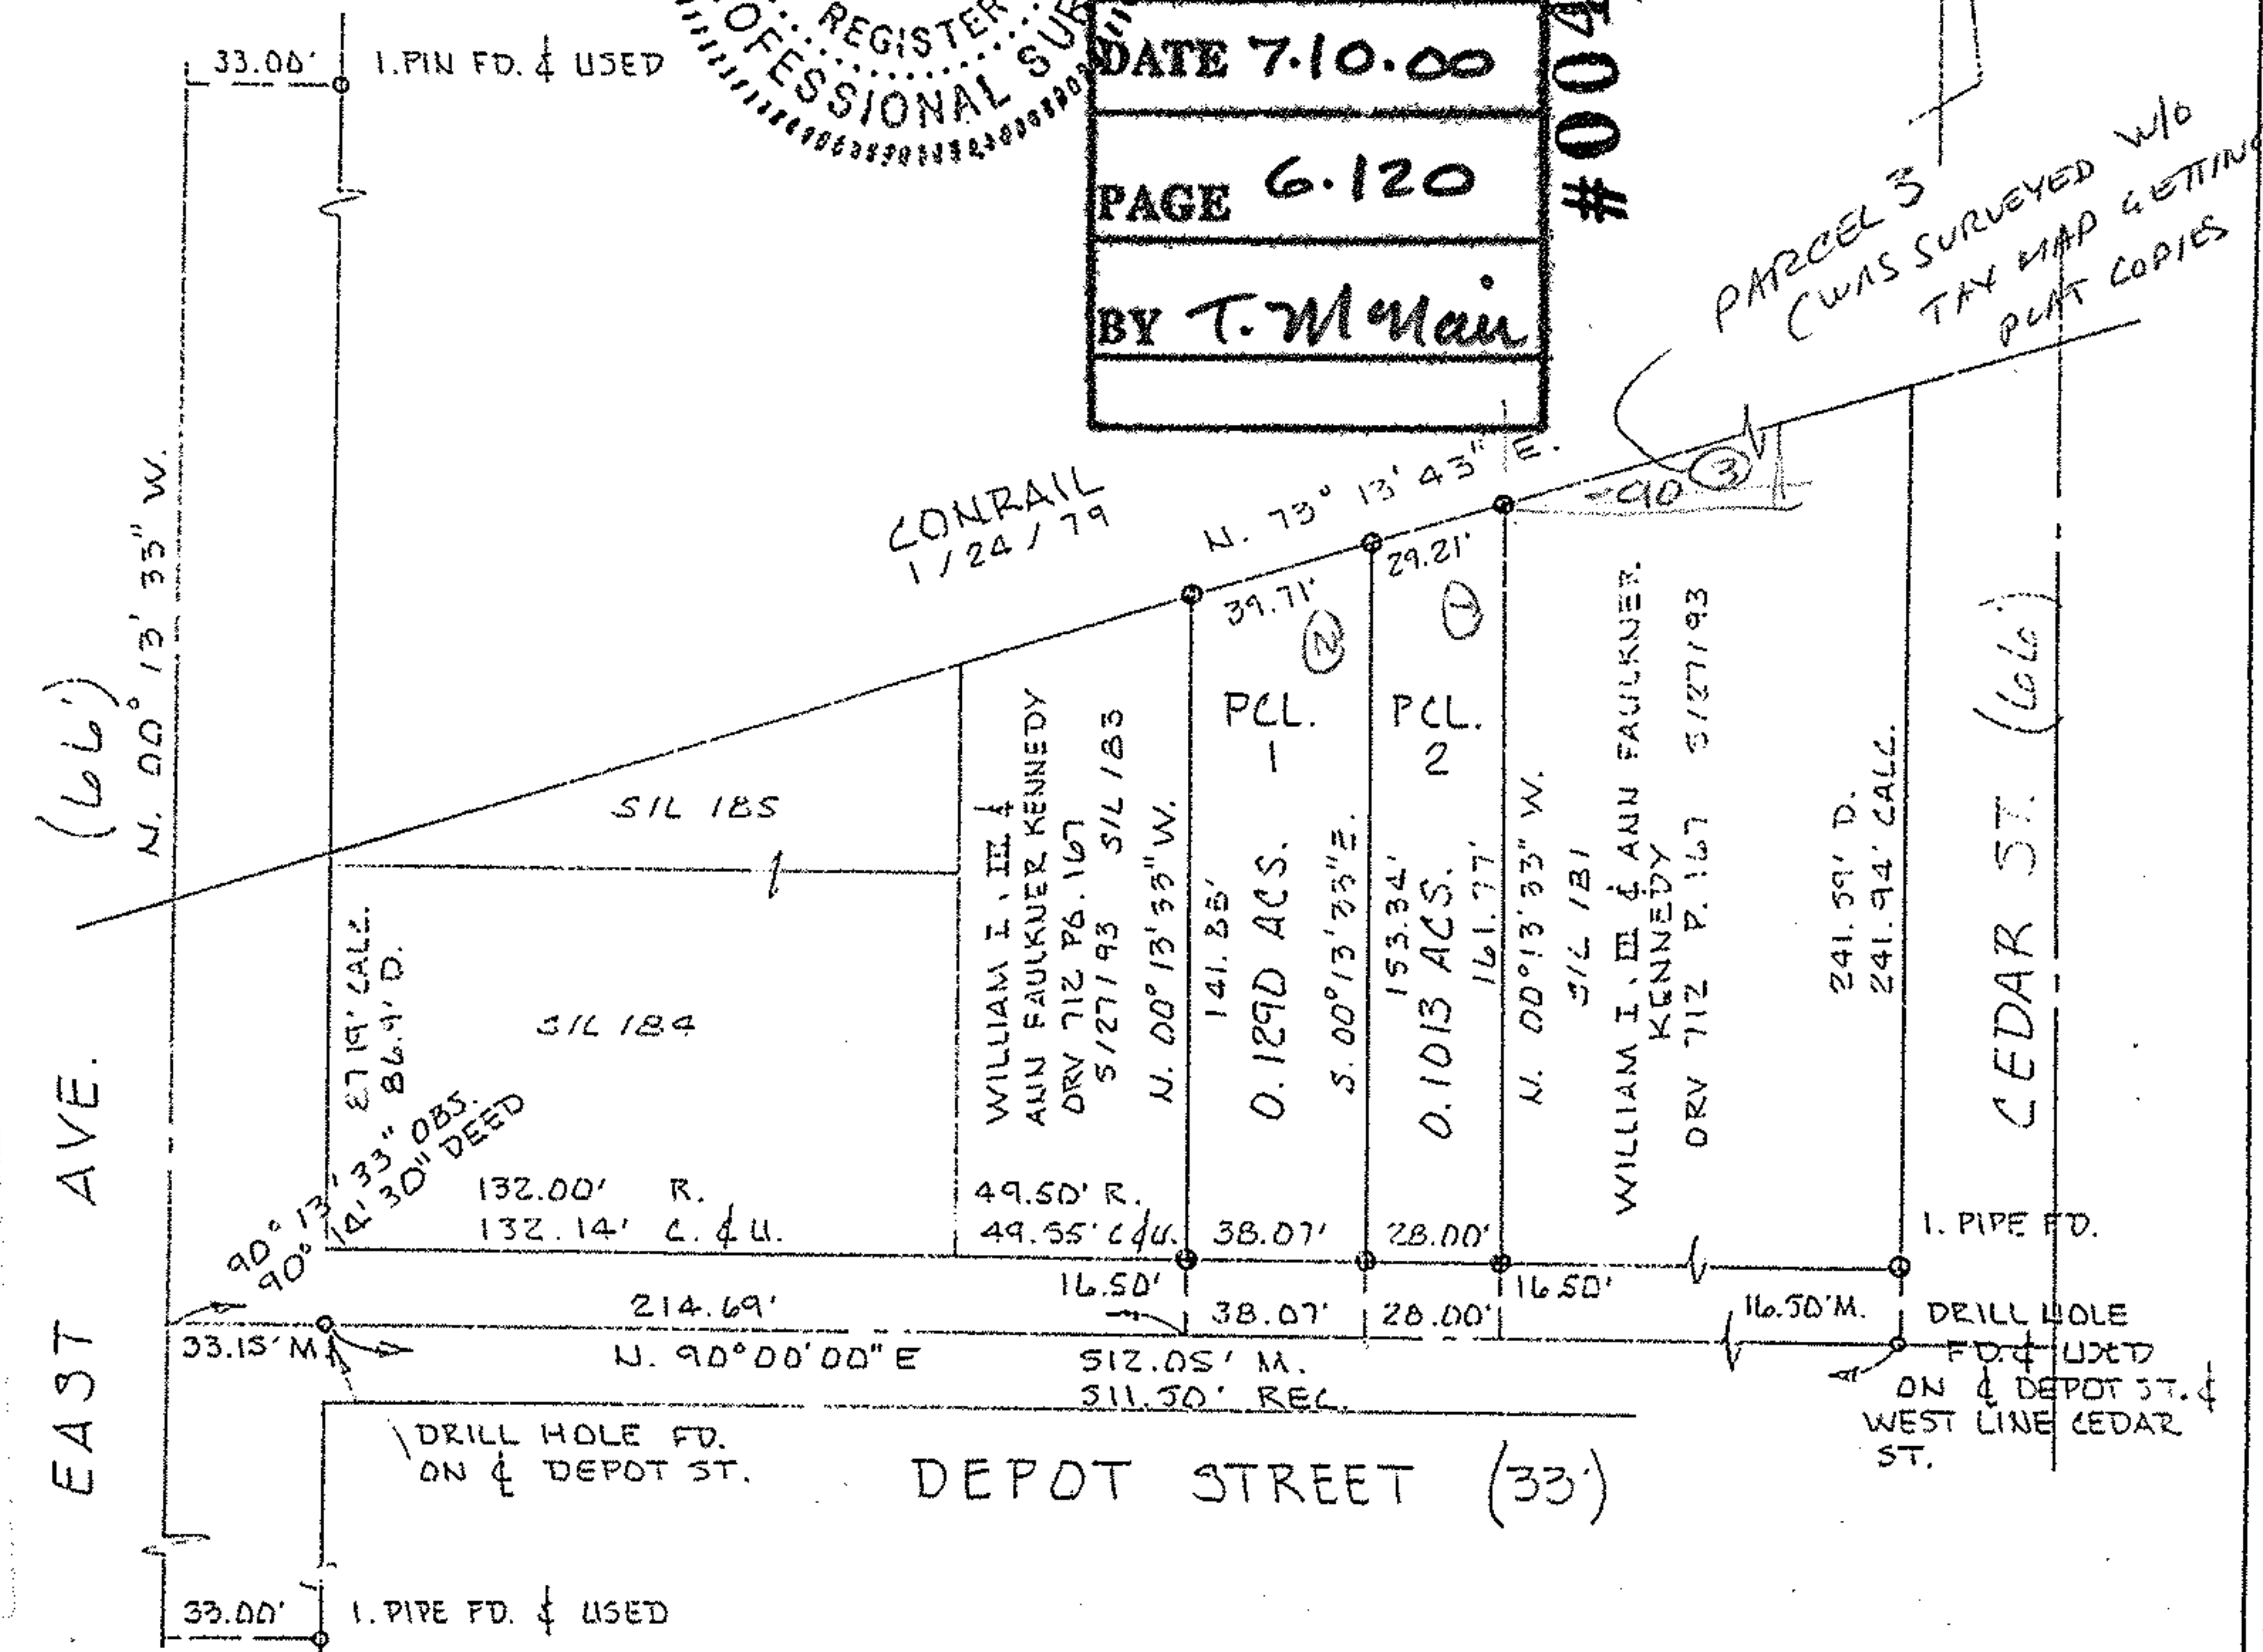 33.00'
I. PIN FD. & USED
REGISTER
OFESSIONAL SUR
DATE 7.10.00
PAGE 6.120
BY T. McNair
#004
PARCEL 3
(WAS SURVEYED W/O
TAX MAP GETTING
PLAT COPIES
3
90
CONRAIL
1/24/79
N. 73° 13' 43" E.
39.71'
29.21'
2
1
EAST AVE. (66')
N. 00° 13' 33" W.
S/L 185
S/L 184
87.19' CALC.
86.9' D.
90° 13' 33" OBS.
90° 14' 30" DEED
WILLIAM I, III &
ANN FAULKNER KENNEDY
ORV 712 PG. 167
5/27/93 S/L 183
N. 00° 13' 33" W.
141.88'
PCL.
1
0.1290 ACS.
S. 00° 13' 33" E.
153.34'
PCL.
2
0.1013 ACS.
161.77'
N. 00° 13' 33" W.
S/L 181
WILLIAM I, III & ANN FAULKNER
KENNEDY
ORV 712 P. 167 5/27/93
241.59' D.
241.94' CALC.
CEDAR ST. (66')
132.00' R.
132.14' C. & U.
49.50' R.
49.55' C & U.
38.07'
28.00'
I. PIPE FD.
16.50'
16.50'
214.69'
38.07'
28.00'
16.50' M.
33.15' M.
N. 90° 00' 00" E
512.05' M.
511.50' REC.
DRILL HOLE
FD. & USED
ON ℄ DEPOT ST. &
WEST LINE CEDAR
ST.
DRILL HOLE FD.
ON ℄ DEPOT ST.
DEPOT STREET (33')
33.00'
I. PIPE FD. & USED